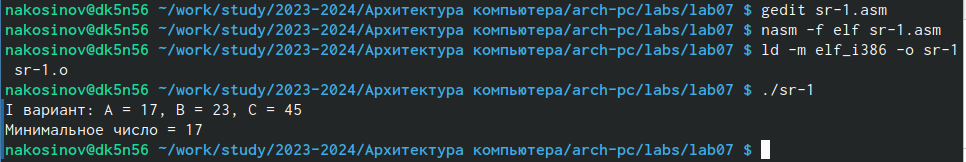 nakosinov@dk5n56 ~/work/study/2023-2024/Архитектура компьютера/arch-pc/labs/lab07 $ gedit sr-1.asm
nakosinov@dk5n56 ~/work/study/2023-2024/Архитектура компьютера/arch-pc/labs/lab07 $ nasm -f elf sr-1.asm
nakosinov@dk5n56 ~/work/study/2023-2024/Архитектура компьютера/arch-pc/labs/lab07 $ ld -m elf_i386 -o sr-1
sr-1.o
nakosinov@dk5n56 ~/work/study/2023-2024/Архитектура компьютера/arch-pc/labs/lab07 $ ./sr-1
I вариант: A = 17, B = 23, C = 45
Минимальное число = 17
nakosinov@dk5n56 ~/work/study/2023-2024/Архитектура компьютера/arch-pc/labs/lab07 $